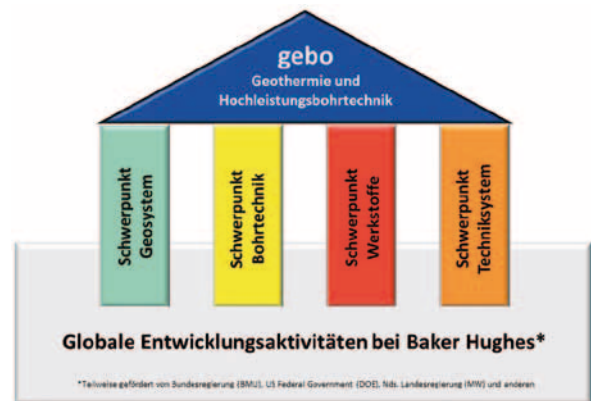 gebo
Geothermie und
Hochleistungsbohrtechnik
Schwerpunkt
Geosystem
Schwerpunkt
Bohrtechnik
Schwerpunkt
Werkstoffe
Schwerpunkt
Techniksystem
Globale Entwicklungsaktivitäten bei Baker Hughes*
*Teilweise gefördert von Bundesregierung (BMU), US Federal Government (DOE), Nds. Landesregierung (MW) und anderen